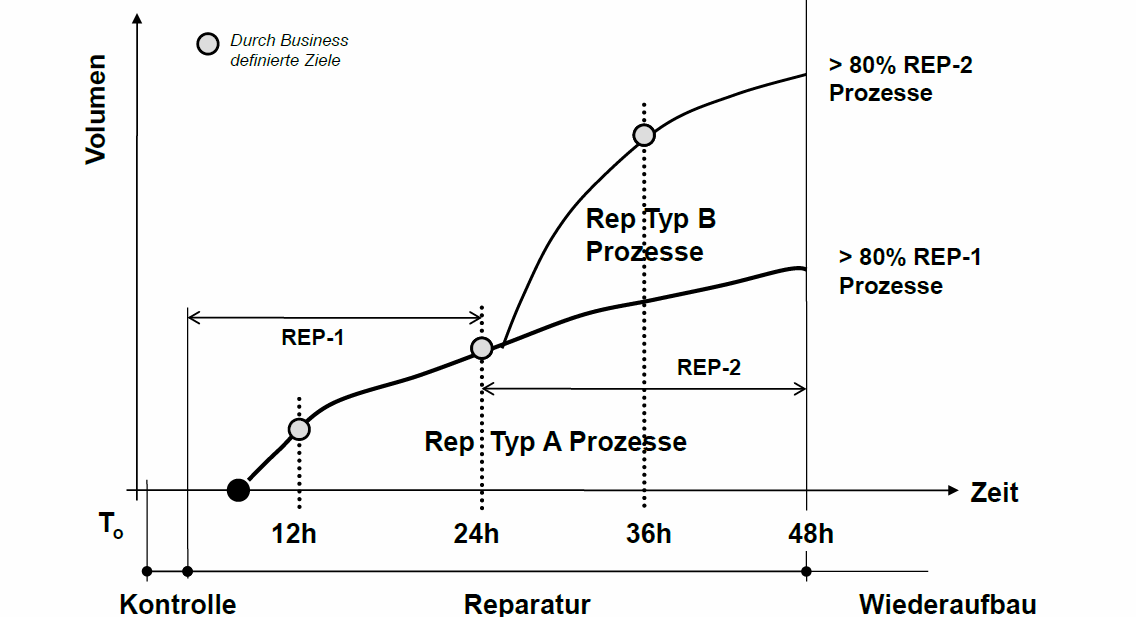 Durch Business
definierte Ziele
Volumen
> 80% REP-2
Prozesse
Rep Typ B
Prozesse
> 80% REP-1
Prozesse
REP-1
REP-2
Rep Typ A Prozesse
Zeit
To
12h
24h
36h
48h
Kontrolle
Reparatur
Wiederaufbau